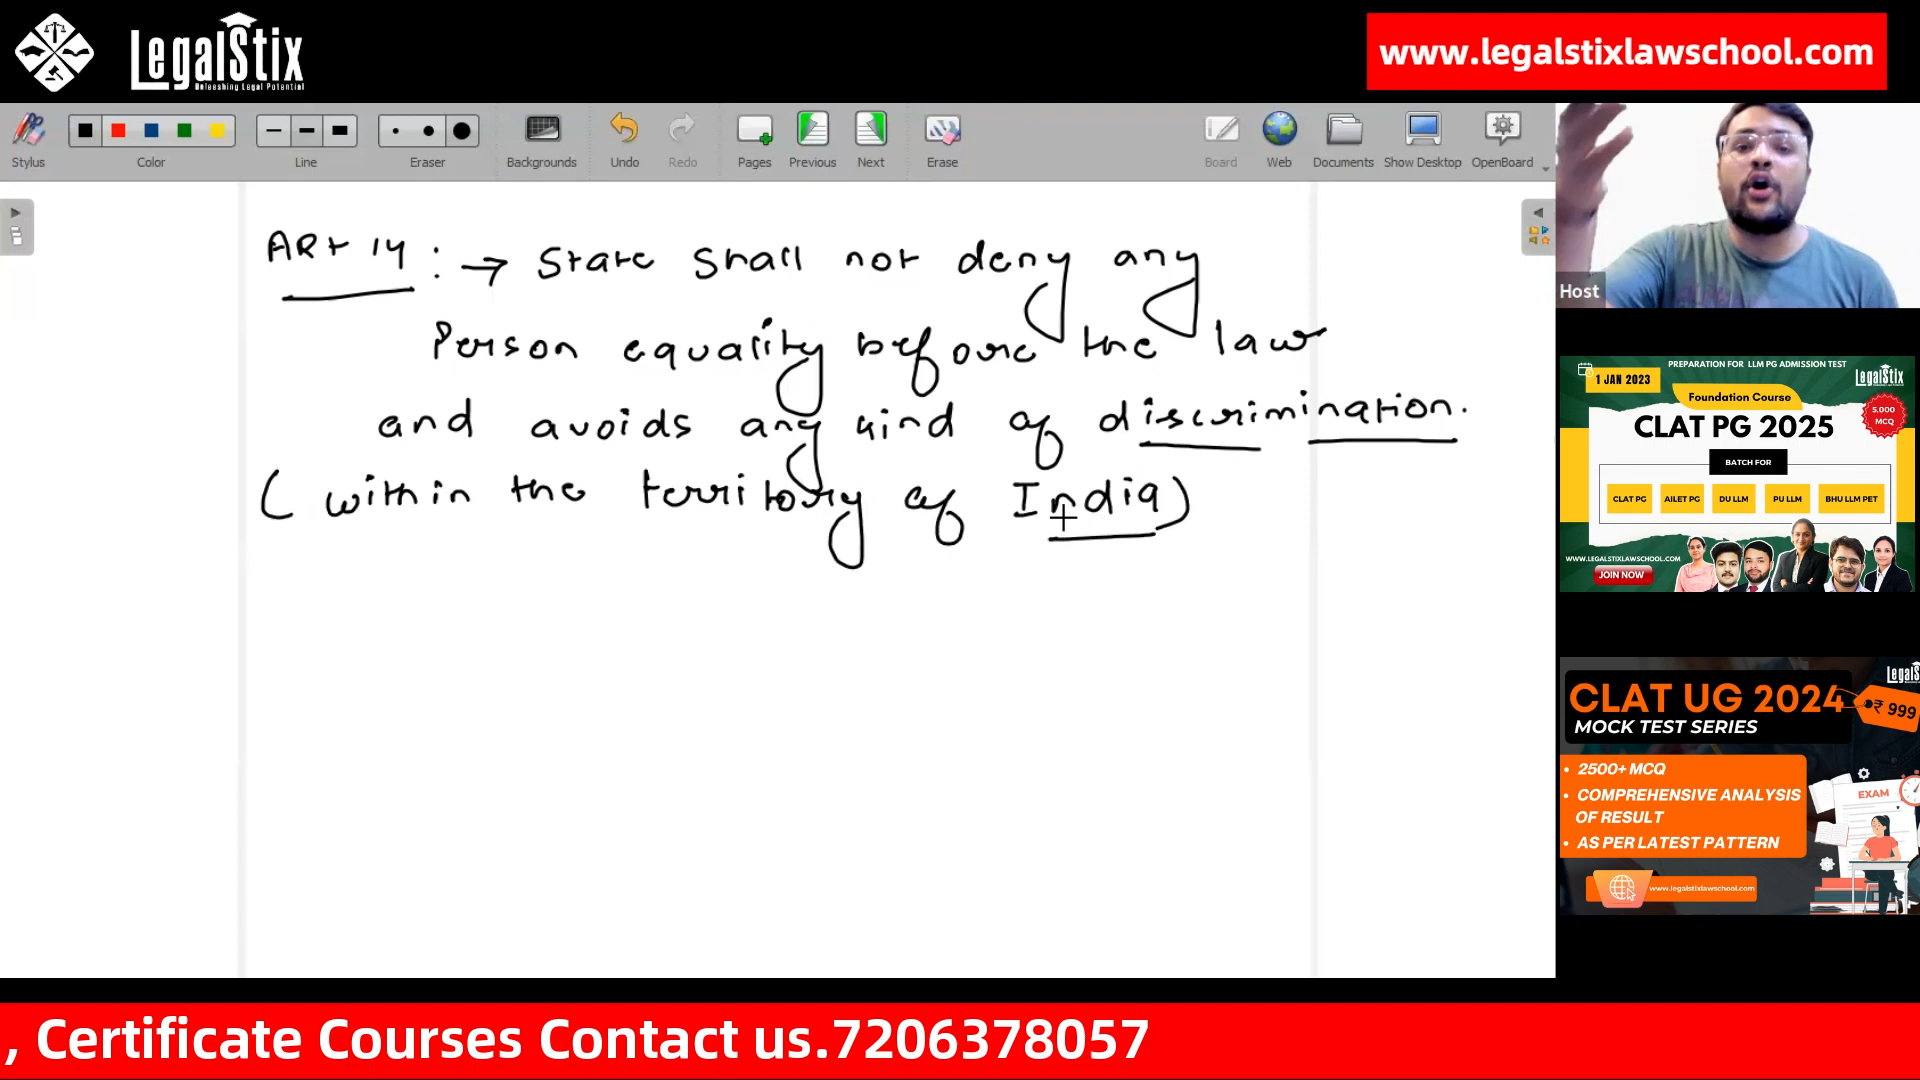 LegalStix
Unleashing Legal Potential
www.legalstixlawschool.com
Stylus
Color
Line
Eraser
Backgrounds
Undo
Redo
Pages
Previous
Next
Erase
Board
Web
Documents
Show Desktop
OpenBoard
ARt 14 : → State shall not deny any
Person equality before the law
and avoids any kind of discrimination.
(within the territory of India)
Host
PREPARATION FOR LLM PG ADMISSION TEST
1 JAN 2023
LegalStix
Foundation Course
5,000
MCQ
CLAT PG 2025
BATCH FOR
CLAT PG
AILET PG
DU LLM
PU LLM
BHU LLM PET
WWW.LEGALSTIXLAWSCHOOL.COM
JOIN NOW
LegalS
CLAT UG 2024
₹ 999
MOCK TEST SERIES
• 2500+ MCQ
• COMPREHENSIVE ANALYSIS
OF RESULT
• AS PER LATEST PATTERN
EXAM
www.legalstixlawschool.com
, Certificate Courses Contact us.7206378057